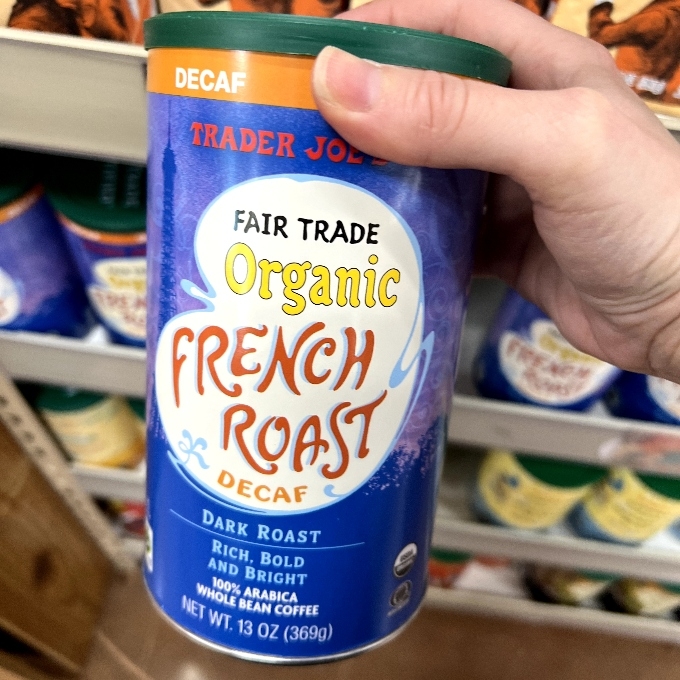 DECAF
TRADER JOE'S
FAIR TRADE
Organic
FRENCH
ROAST
DECAF
DARK ROAST
RICH, BOLD
AND BRIGHT
100% ARABICA
WHOLE BEAN COFFEE
NET WT. 13 OZ (369g)